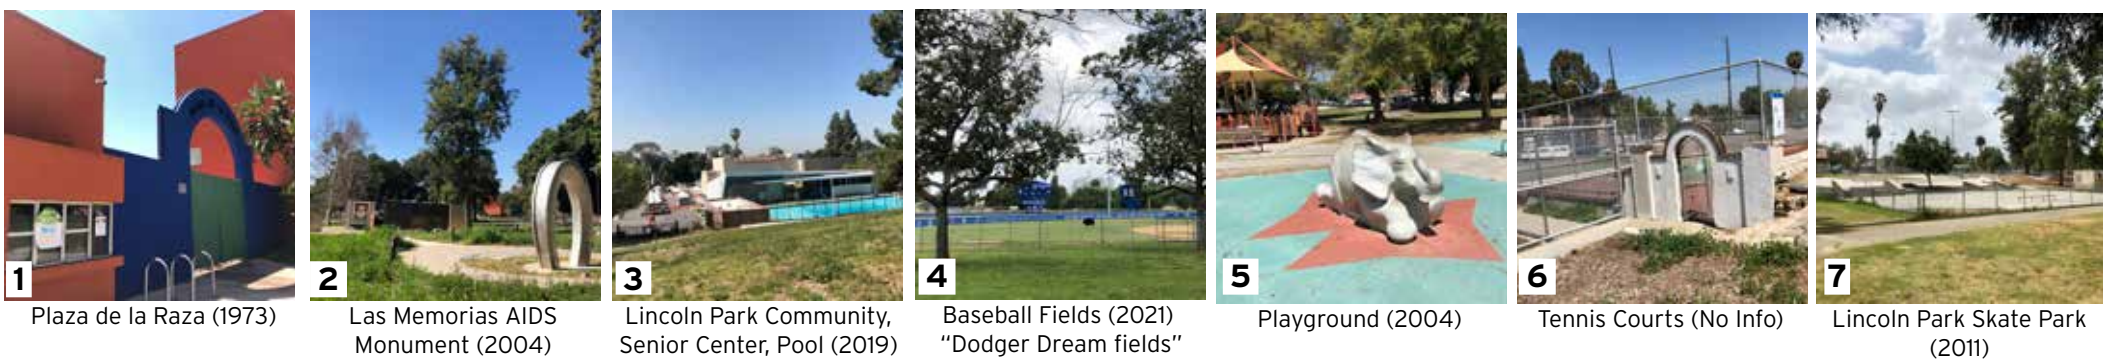 1
Plaza de la Raza (1973)
2
Las Memorias AIDS
Monument (2004)
3
Lincoln Park Community,
Senior Center, Pool (2019)
4
Baseball Fields (2021)
“Dodger Dream fields”
5
Playground (2004)
6
Tennis Courts (No Info)
7
Lincoln Park Skate Park
(2011)